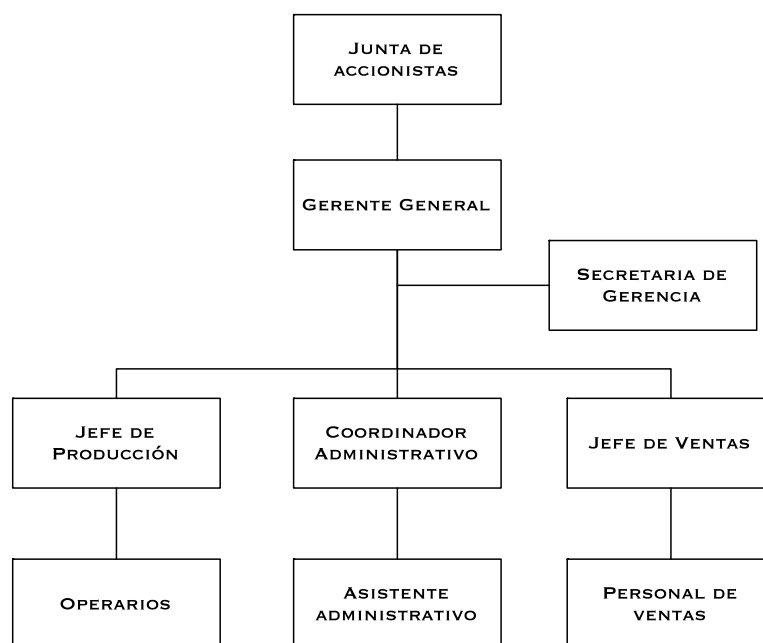 Junta de
accionistas
Gerente General
Secretaria de
Gerencia
Jefe de
Producción
Coordinador
Administrativo
Jefe de Ventas
Operarios
Asistente
administrativo
Personal de
ventas